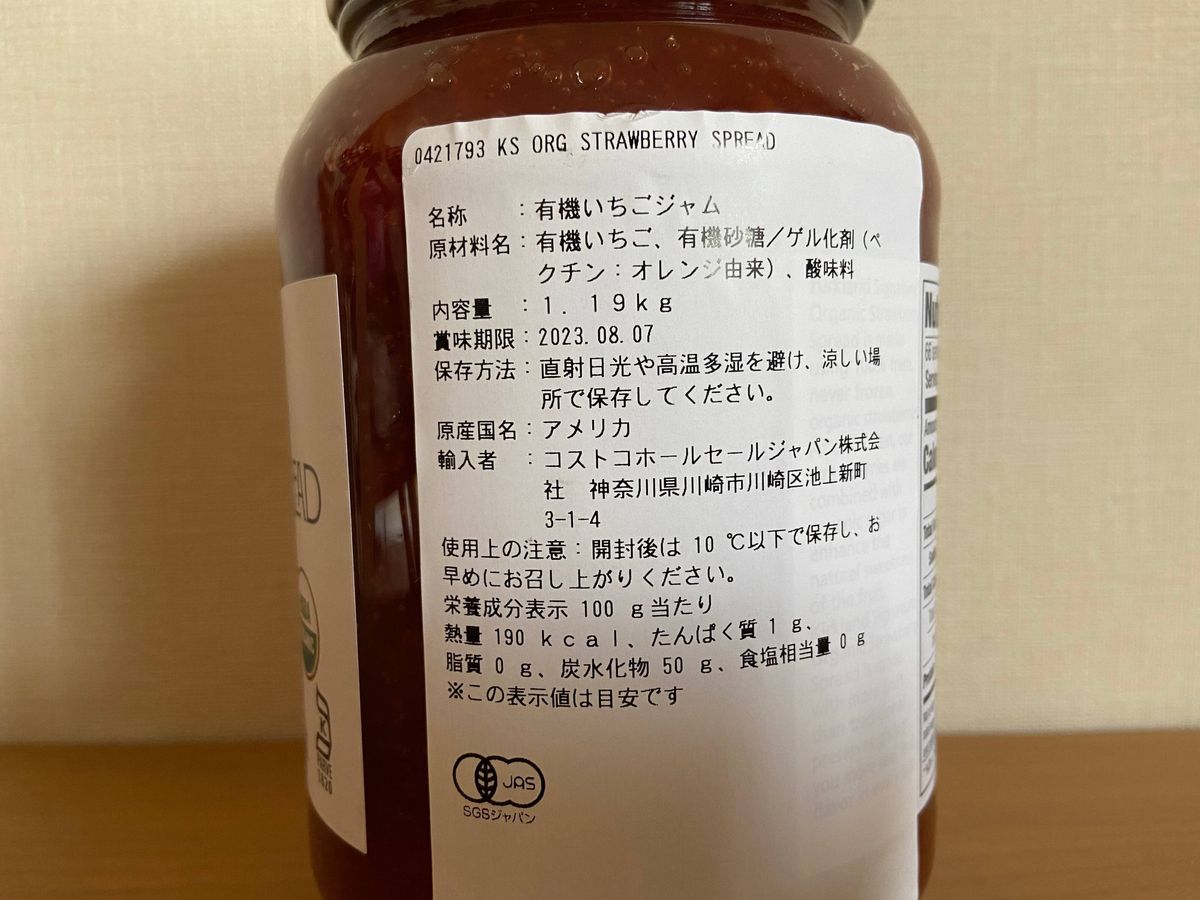 0421793 KS ORG STRAWBERRY SPREAD
名称　　：有機いちごジャム
原材料名：有機いちご、有機砂糖／ゲル化剤（ペ
クチン：オレンジ由来）、酸味料
内容量　：１．１９ｋｇ
賞味期限：2023.08.07
保存方法：直射日光や高温多湿を避け、涼しい場
所で保存してください。
原産国名：アメリカ
輸入者　：コストコホールセールジャパン株式会
社　神奈川県川崎市川崎区池上新町
3-1-4
使用上の注意：開封後は 10 ℃以下で保存し、お
早めにお召し上がりください。
栄養成分表示 100 ｇ当たり
熱量 190 ｋｃａｌ、たんぱく質 1 ｇ、
脂質 0 ｇ、炭水化物 50 ｇ、食塩相当量 0 ｇ
※この表示値は目安です
JAS
SGSジャパン